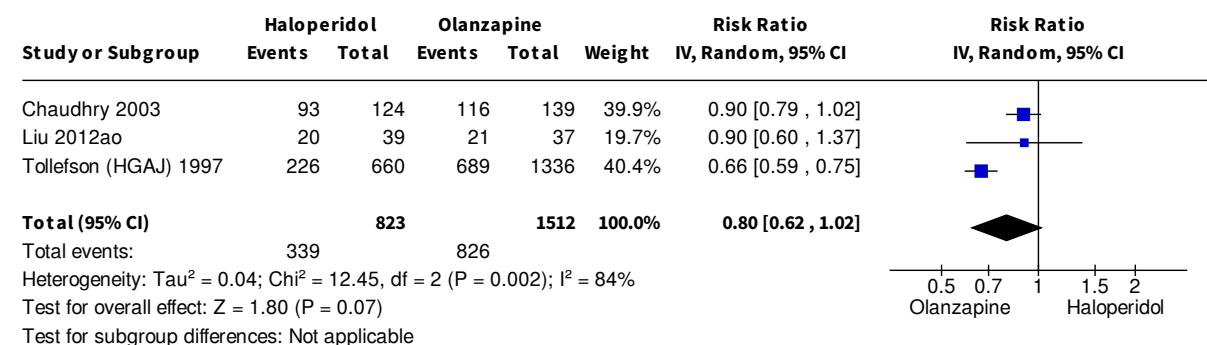 Haloperidol Olanzapine Risk Ratio Risk Ratio
Study or Subgroup Events Total Events Total Weight IV, Random, 95% CI IV, Random, 95% CI
Chaudhry 2003 93 124 116 139 39.9% 0.90 [0.79 , 1.02]
Liu 2012ao 20 39 21 37 19.7% 0.90 [0.60 , 1.37]
Tollefson (HGAJ) 1997 226 660 689 1336 40.4% 0.66 [0.59 , 0.75]
Total (95% CI) 823 1512 100.0% 0.80 [0.62 , 1.02]
Total events: 339 826
Heterogeneity: Tau² = 0.04; Chi² = 12.45, df = 2 (P = 0.002); I² = 84%
Test for overall effect: Z = 1.80 (P = 0.07)
Test for subgroup differences: Not applicable
0.5 0.7 1 1.5 2
Olanzapine Haloperidol